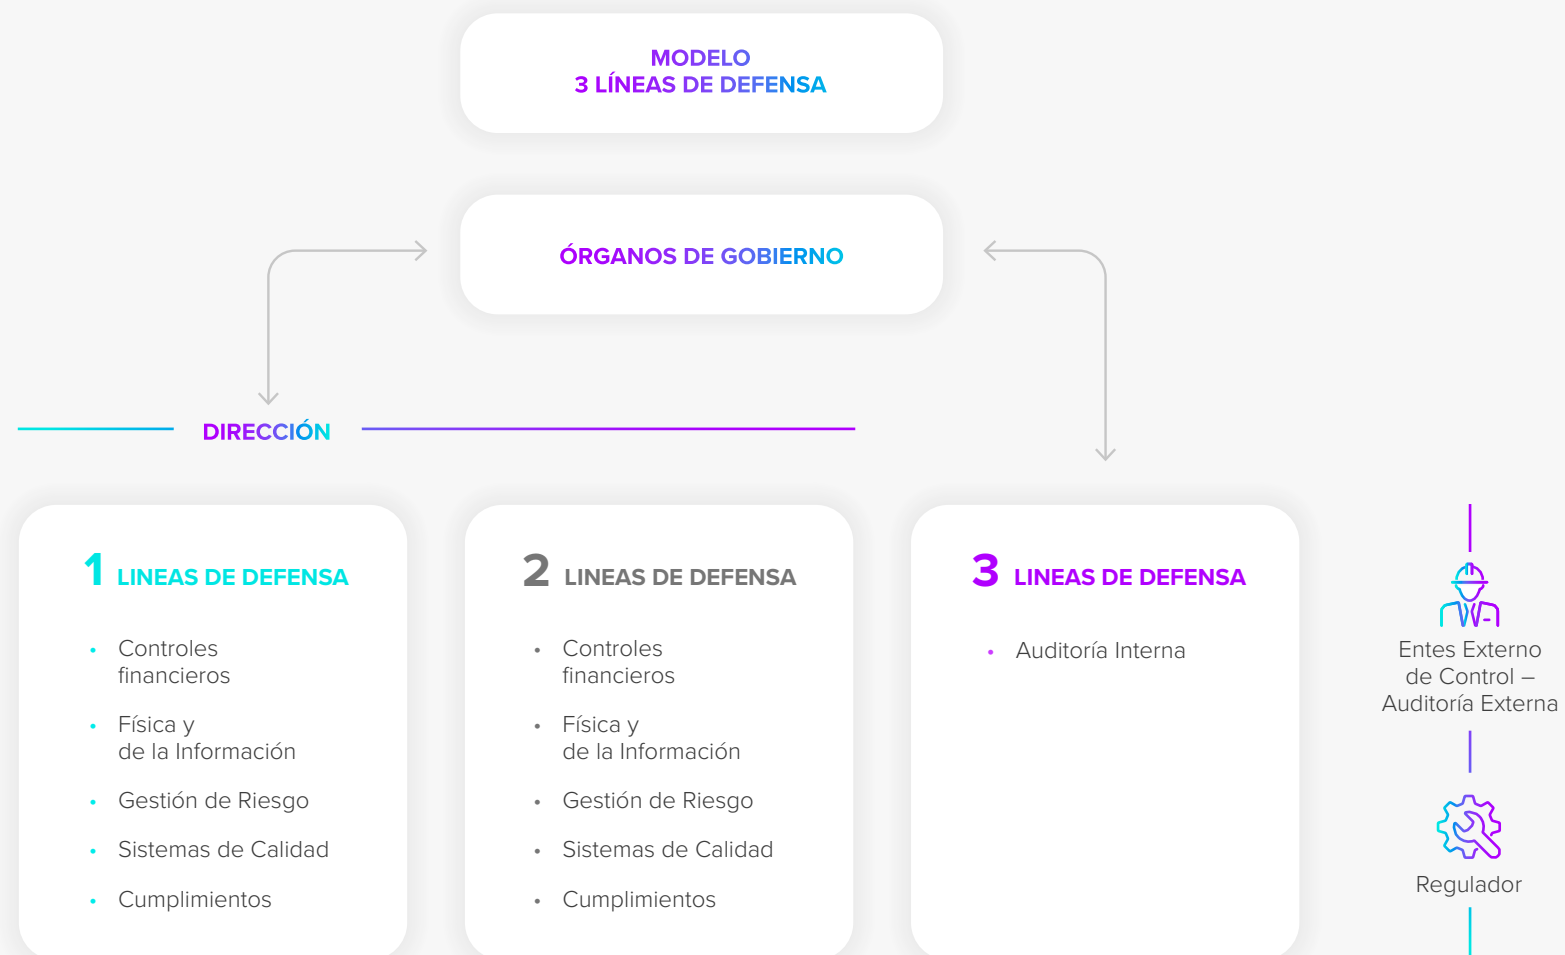 MODELO
3 LÍNEAS DE DEFENSA
ÓRGANOS DE GOBIERNO
DIRECCIÓN
1 LINEAS DE DEFENSA
• Controles
financieros
• Física y
de la Información
• Gestión de Riesgo
• Sistemas de Calidad
• Cumplimientos
2 LINEAS DE DEFENSA
• Controles
financieros
• Física y
de la Información
• Gestión de Riesgo
• Sistemas de Calidad
• Cumplimientos
3 LINEAS DE DEFENSA
• Auditoría Interna
Entes Externo
de Control –
Auditoría Externa
Regulador